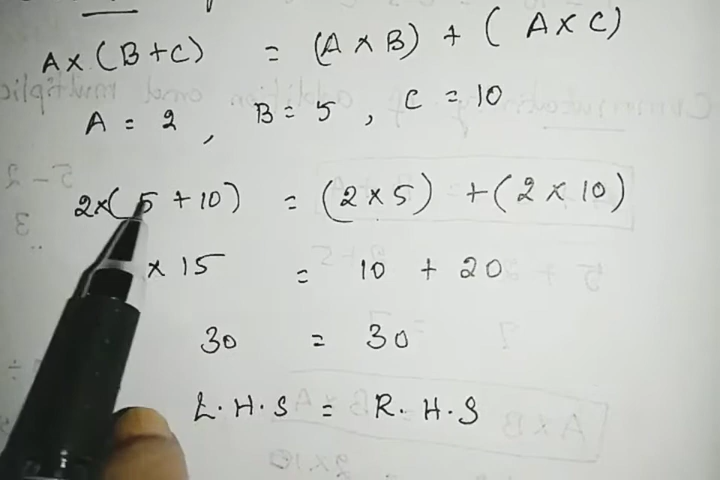 A × (B + C) = (A × B) + (A × C)
A = 2, B = 5, C = 10
2×(5 + 10) = (2 × 5) + (2 × 10)
× 15 = 10 + 20
30 = 30
L.H.S = R.H.S